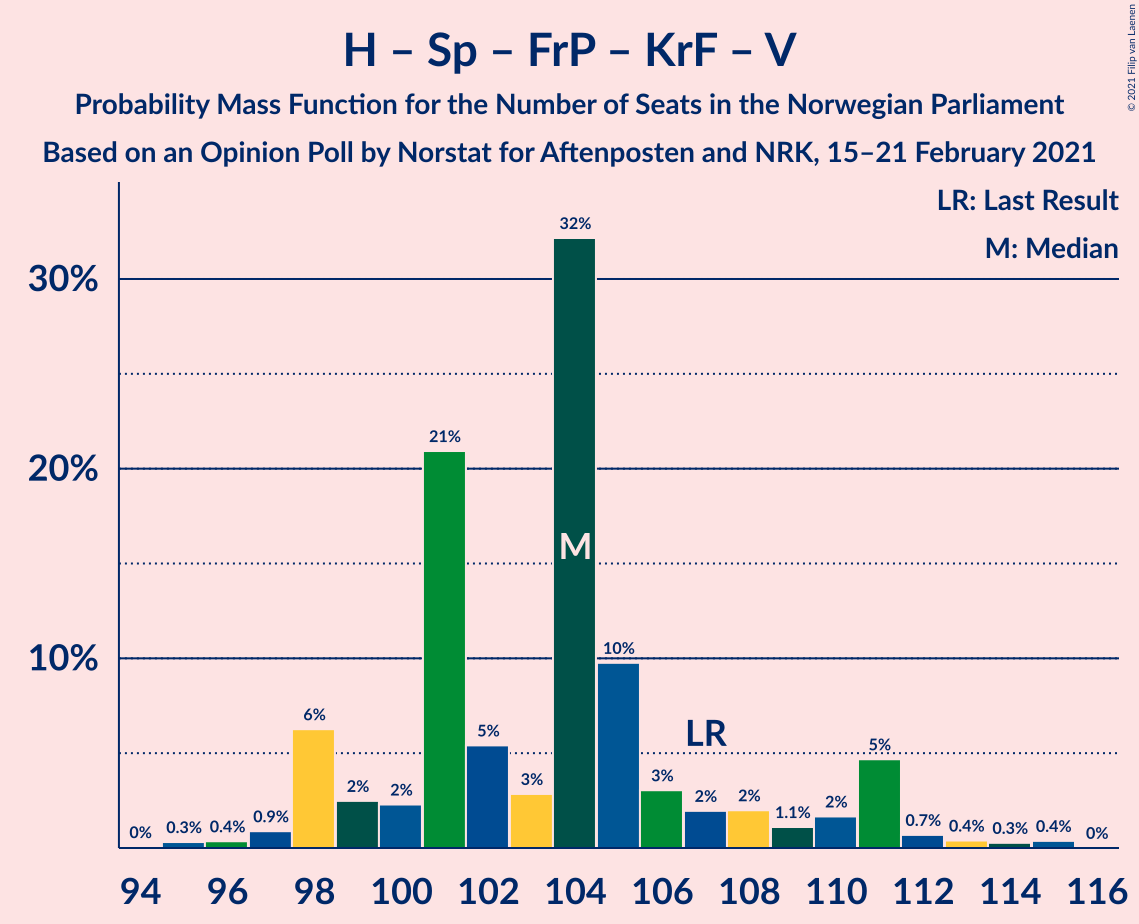 © 2021 Filip van Laenen
H – Sp – FrP – KrF – V
Probability Mass Function for the Number of Seats in the Norwegian Parliament
Based on an Opinion Poll by Norstat for Aftenposten and NRK, 15–21 February 2021
LR: Last Result
M: Median
30%
20%
10%
0% 0.3% 0.4% 0.9% 6% 2% 2% 21% 5% 3% 32% 10% 3% 2% 2% 1.1% 2% 5% 0.7% 0.4% 0.3% 0.4% 0%
M
LR
94 96 98 100 102 104 106 108 110 112 114 116